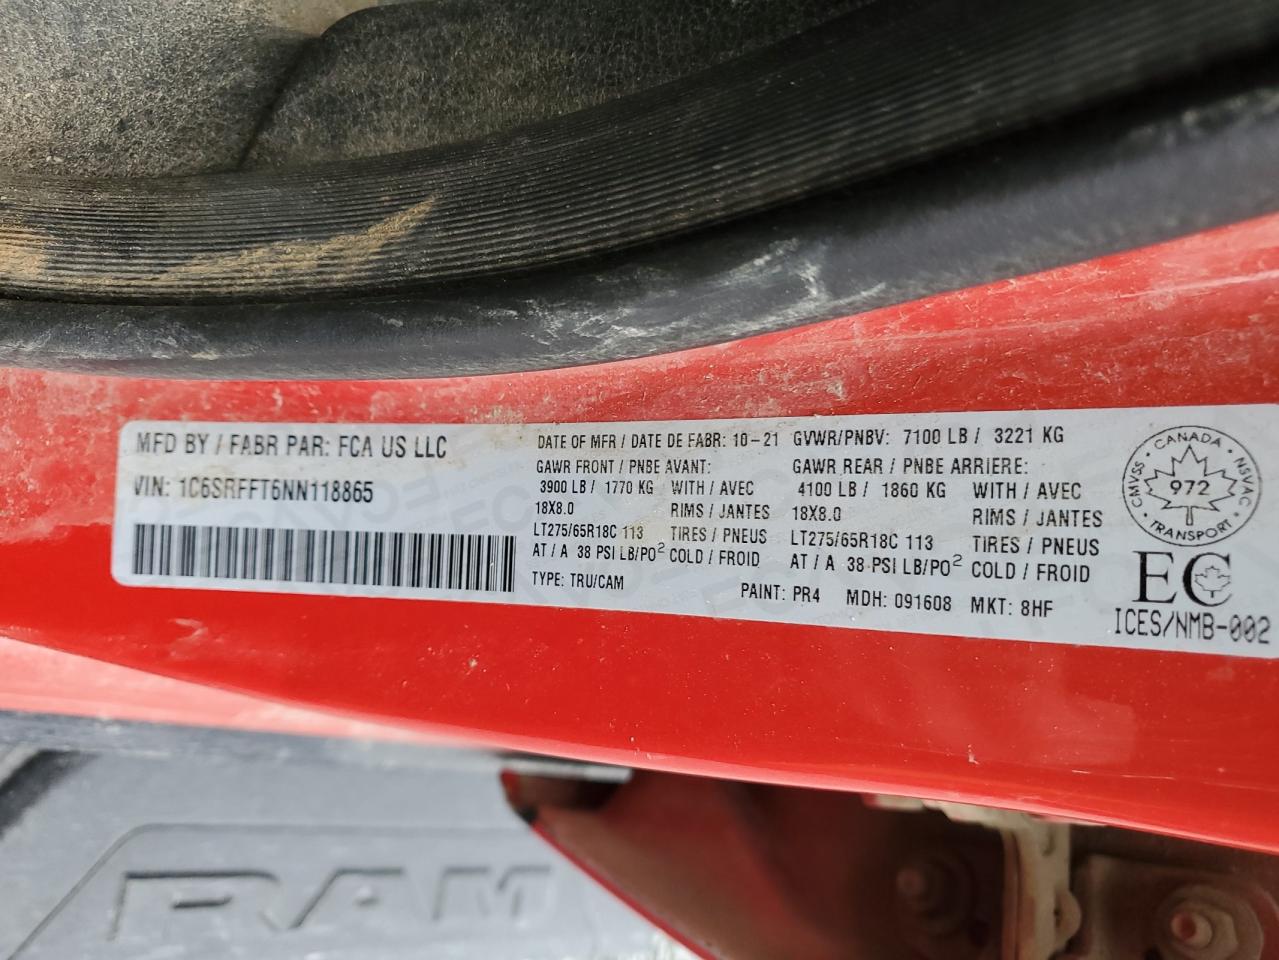 MFD BY / FABR PAR: FCA US LLC
VIN: 1C6SRFFT6NN118865
DATE OF MFR / DATE DE FABR: 10-21 GVWR/PNBV: 7100 LB / 3221 KG
GAWR FRONT / PNBE AVANT: GAWR REAR / PNBE ARRIERE:
3900 LB / 1770 KG WITH / AVEC 4100 LB / 1860 KG WITH / AVEC
18X8.0 RIMS / JANTES 18X8.0 RIMS / JANTES
LT275/65R18C 113 TIRES / PNEUS LT275/65R18C 113 TIRES / PNEUS
AT / A 38 PSI LB/PO² COLD / FROID AT / A 38 PSI LB/PO² COLD / FROID
TYPE: TRU/CAM PAINT: PR4 MDH: 091608 MKT: 8HF
CANADA
CMVSS 972 NSVAC
TRANSPORT
EC
ICES/NMB-002
RAM